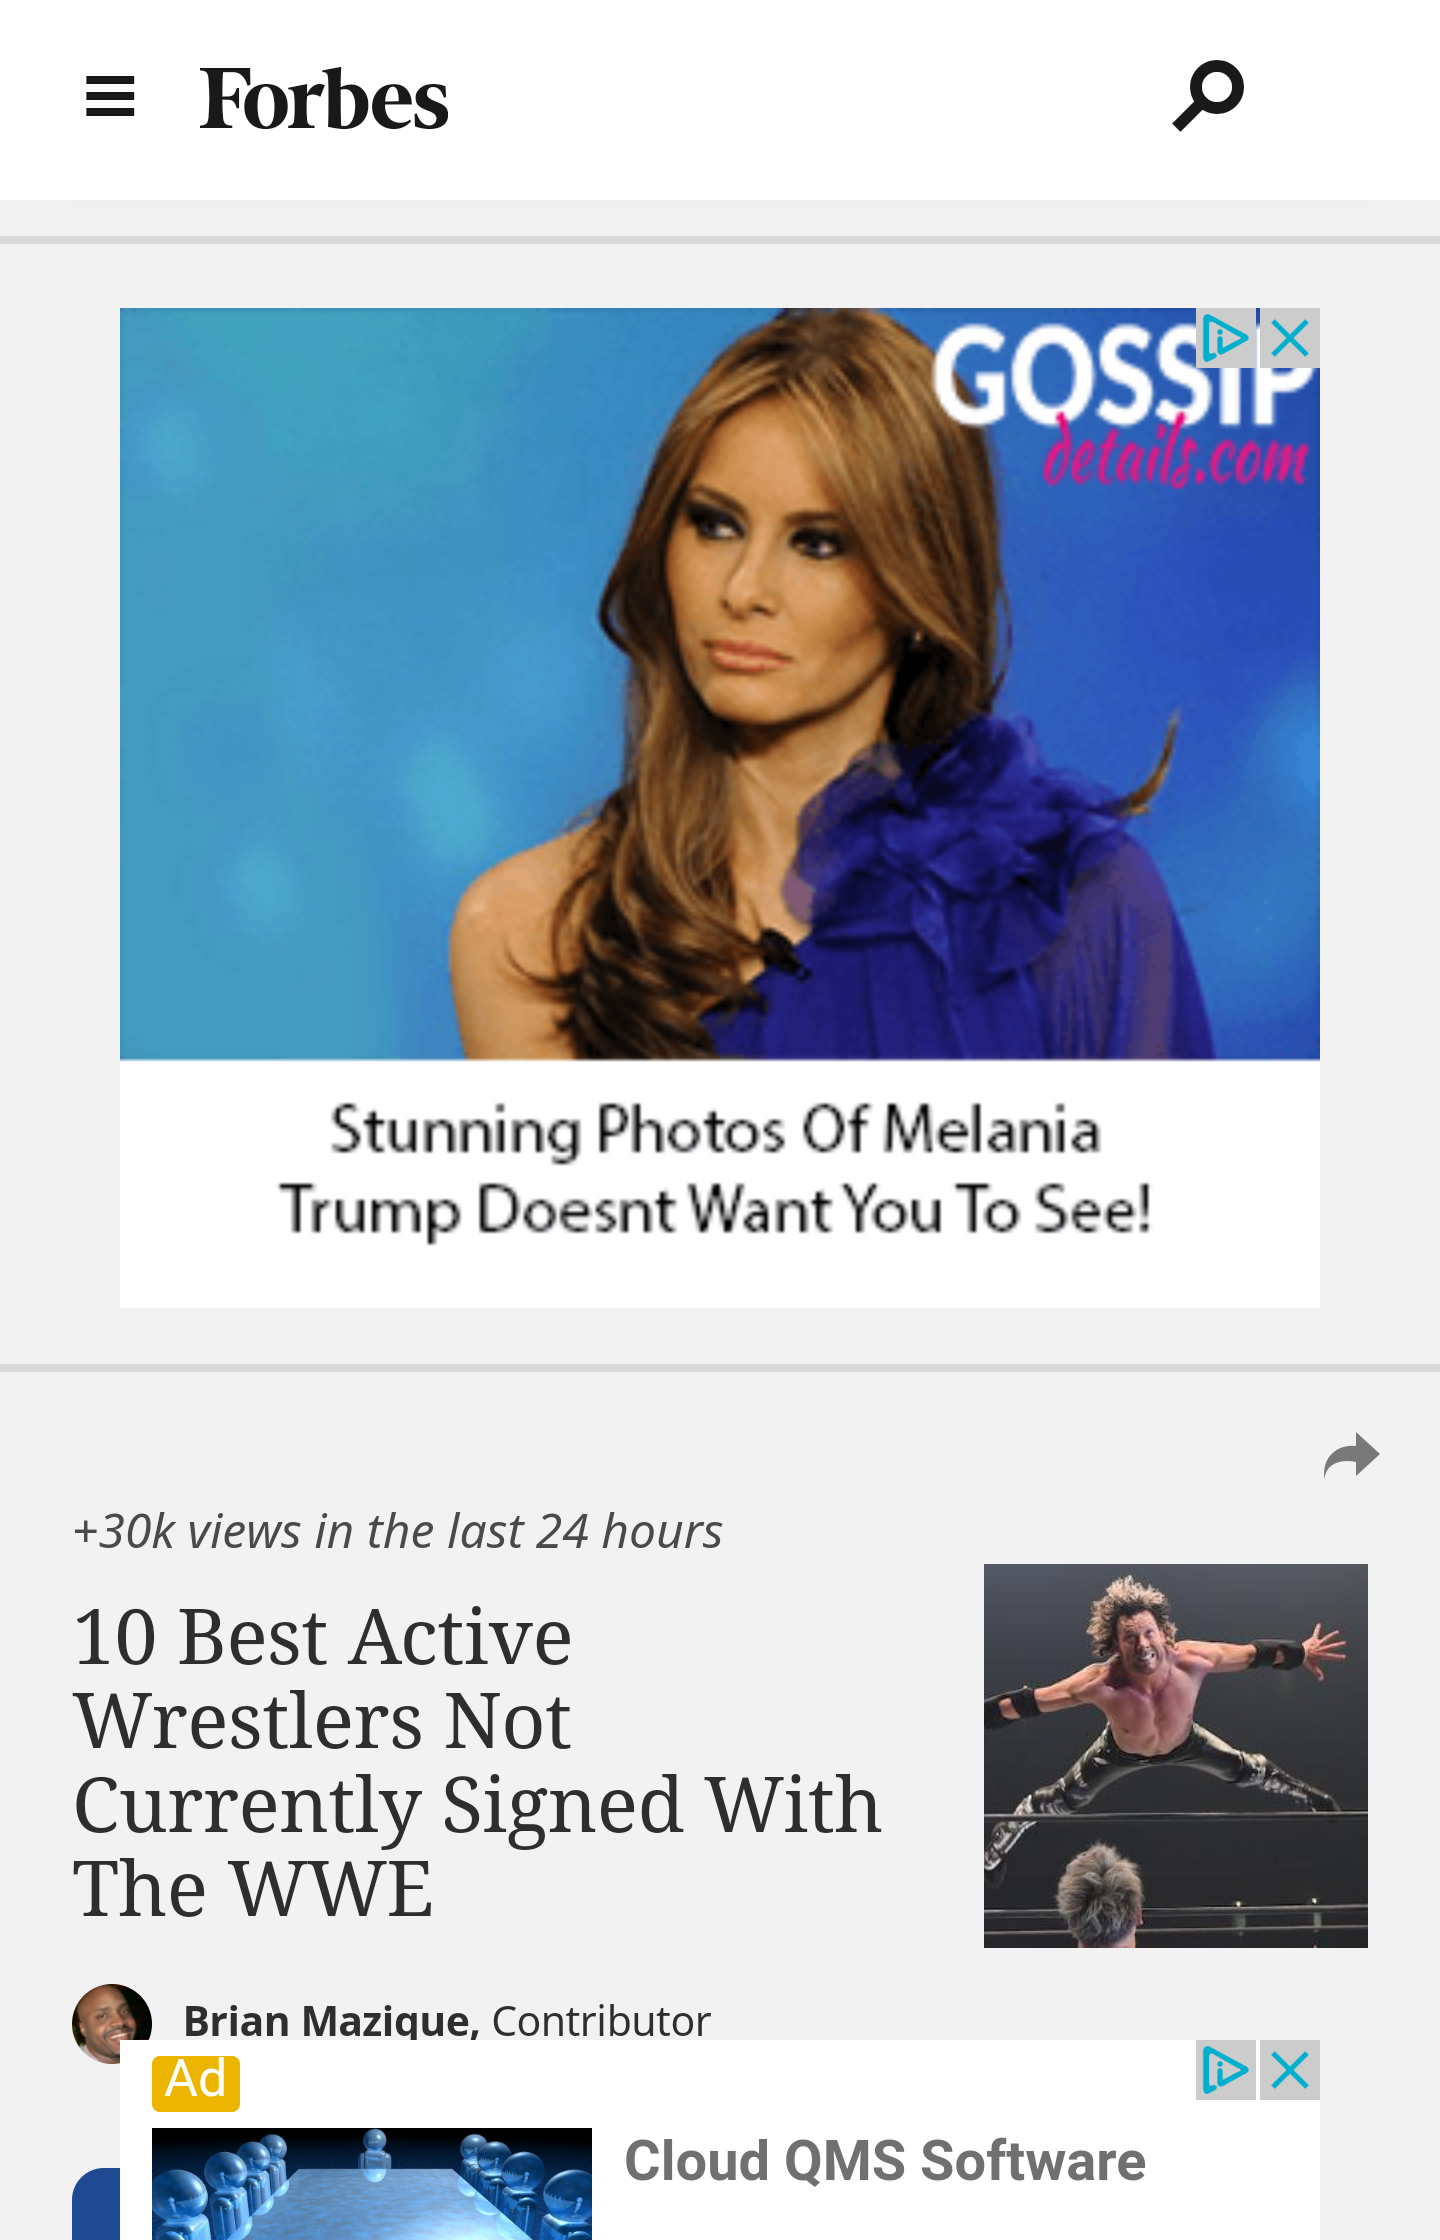 Forbes
GOSSIP
details.com
Stunning Photos Of Melania
Trump Doesnt Want You To See!
+30k views in the last 24 hours
10 Best Active
Wrestlers Not
Currently Signed With
The WWE
Brian Mazique, Contributor
Ad
Cloud QMS Software